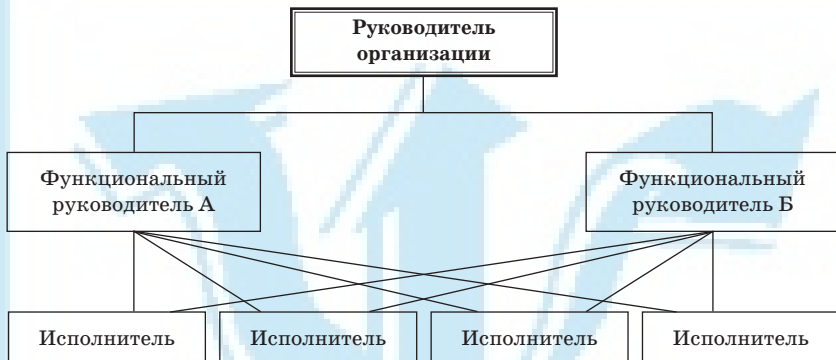 Руководитель
организации
Функциональный
руководитель А
Функциональный
руководитель Б
Исполнитель
Исполнитель
Исполнитель
Исполнитель